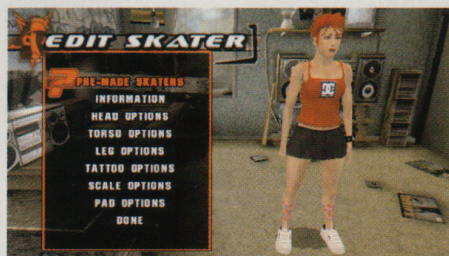 EDIT SKATER
PRE-MADE SKATERS
INFORMATION
HEAD OPTIONS
TORSO OPTIONS
LEG OPTIONS
TATTOO OPTIONS
SCALE OPTIONS
PAD OPTIONS
DONE
DC